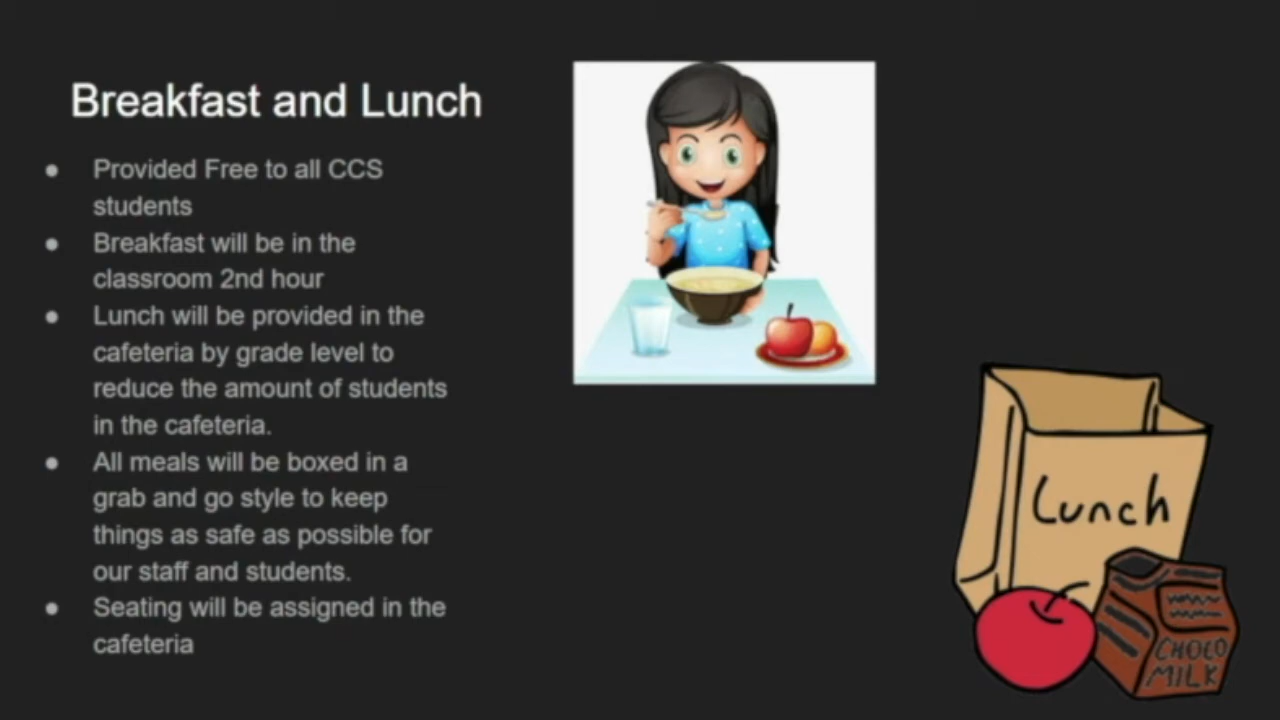 Breakfast and Lunch
● Provided Free to all CCS
students
● Breakfast will be in the
classroom 2nd hour
● Lunch will be provided in the
cafeteria by grade level to
reduce the amount of students
in the cafeteria.
● All meals will be boxed in a
grab and go style to keep
things as safe as possible for
our staff and students.
● Seating will be assigned in the
cafeteria
Lunch
CHOCO
MILK